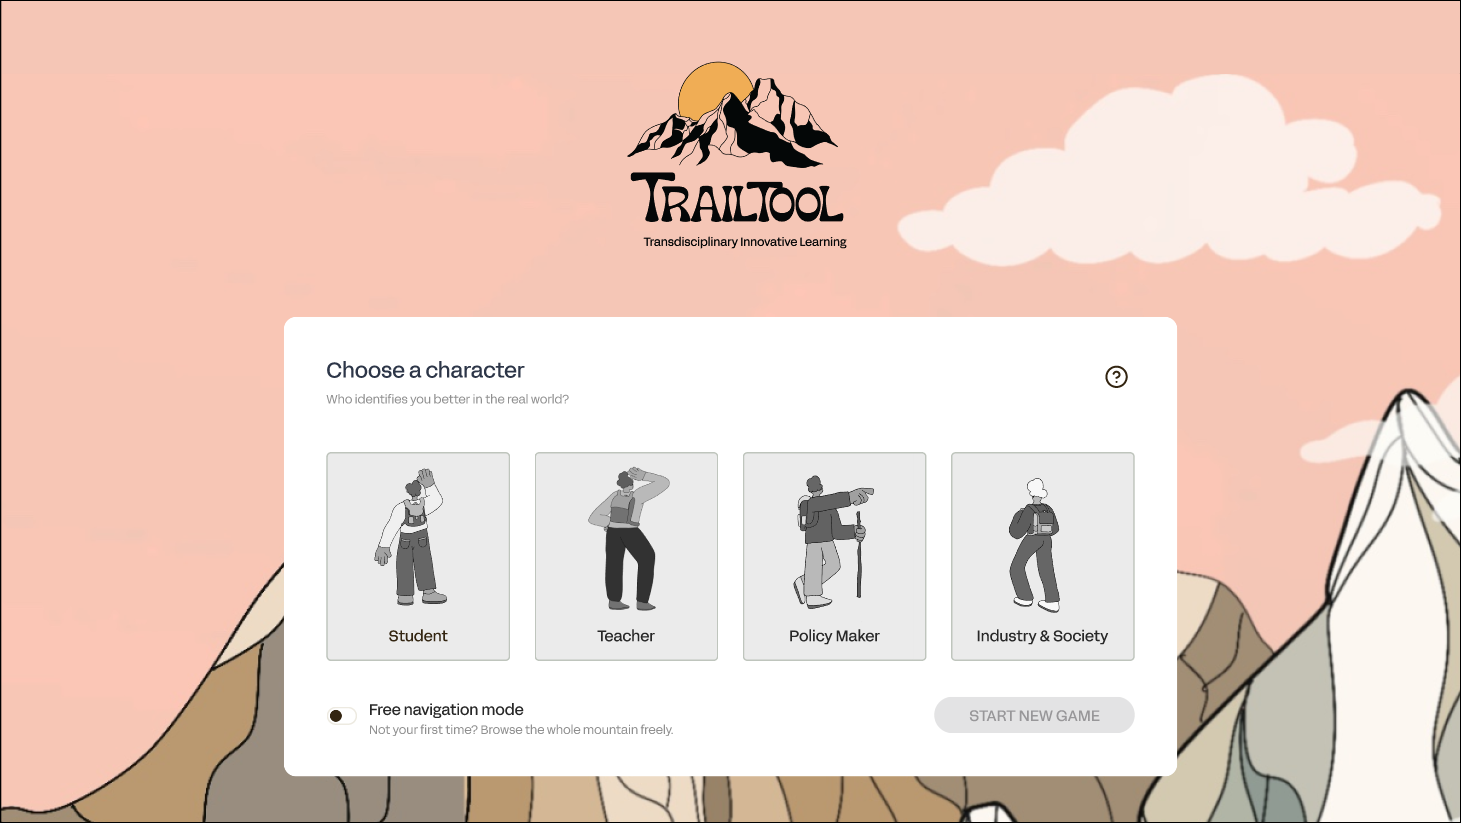 TRAILTOOL
Transdisciplinary Innovative Learning
Choose a character
?
Who identifies you better in the real world?
Student
Teacher
Policy Maker
Industry & Society
Free navigation mode
Not your first time? Browse the whole mountain freely.
START NEW GAME